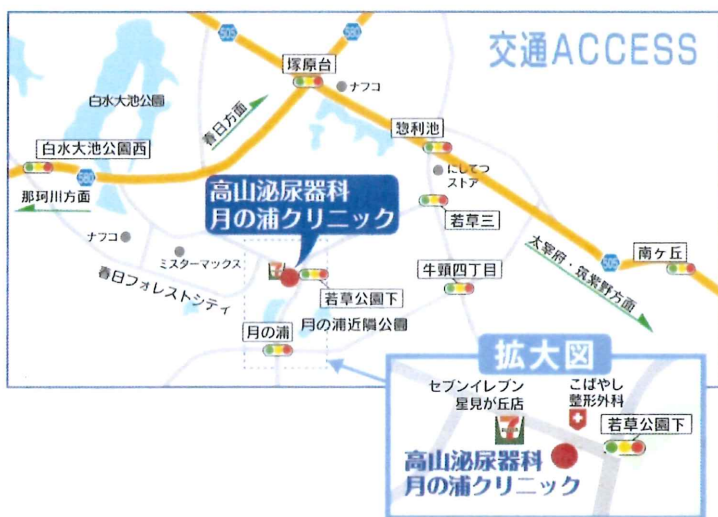 交通ACCESS
505
580
塚原台
ナフコ
白水大池公園
春日方面
惣利池
白水大池公園西
580
那珂川方面
にしてつ
ストア
高山泌尿器科
月の浦クリニック
若草三
ナフコ
ミスターマックス
春日フォレストシティ
太宰府・筑紫野方面
505
南ヶ丘
牛頸四丁目
7
若草公園下
月の浦近隣公園
月の浦
拡大図
セブンイレブン
星見が丘店
こばやし
整形外科
7
若草公園下
高山泌尿器科
月の浦クリニック